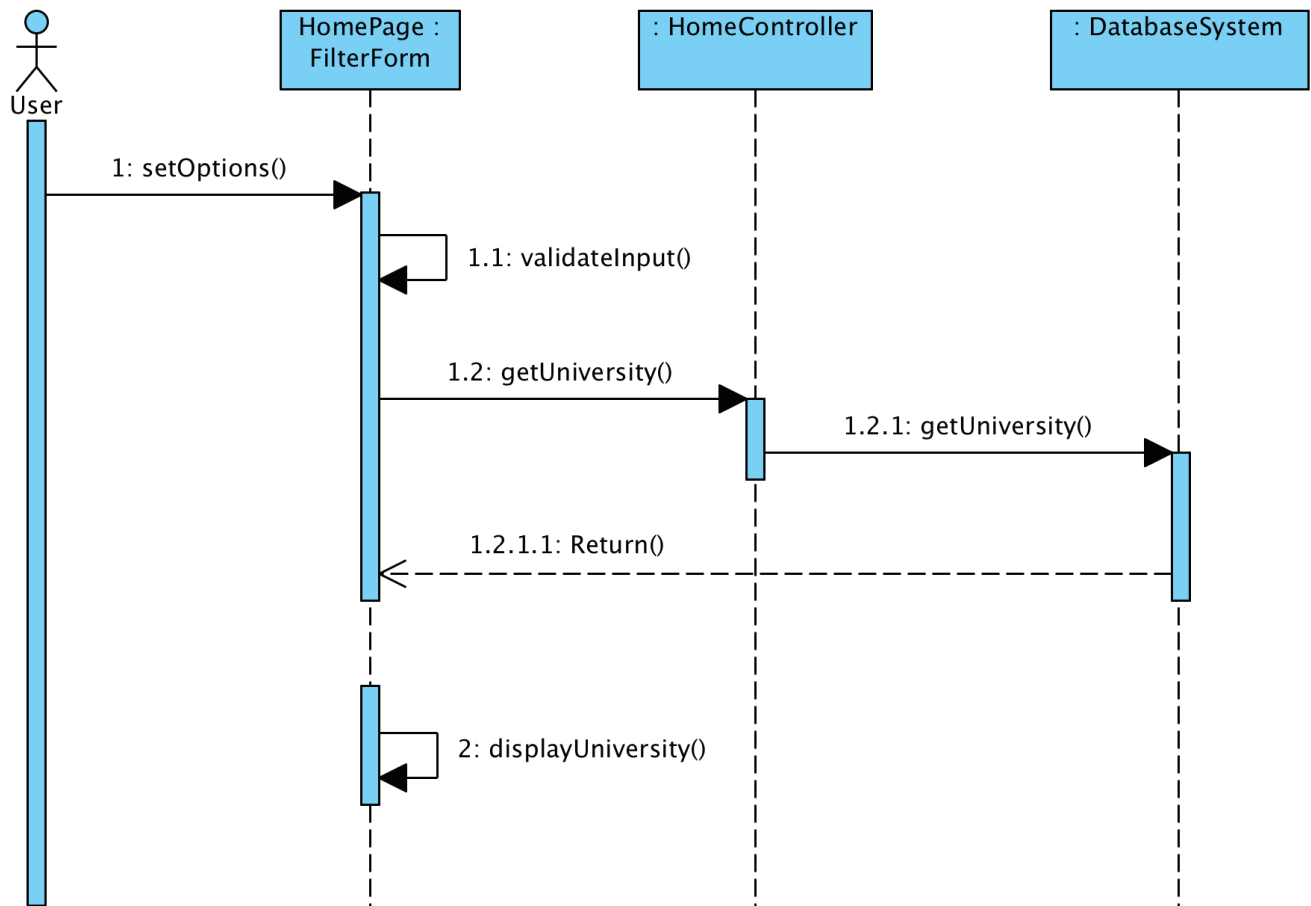 HomePage :
FilterForm
: HomeController
: DatabaseSystem
User
1: setOptions()
1.1: validateInput()
1.2: getUniversity()
1.2.1: getUniversity()
1.2.1.1: Return()
2: displayUniversity()